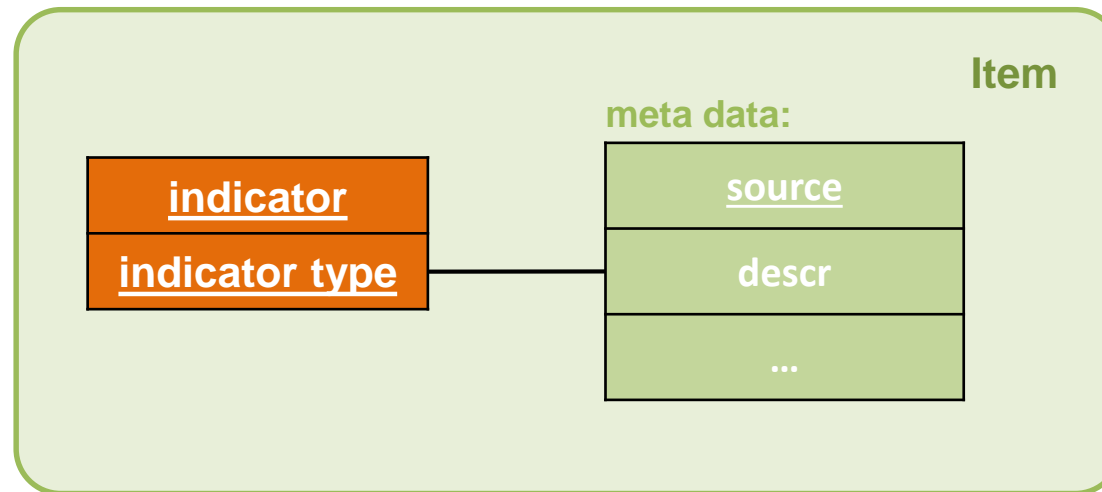 Item
meta data:
indicator
source
indicator type
descr
...